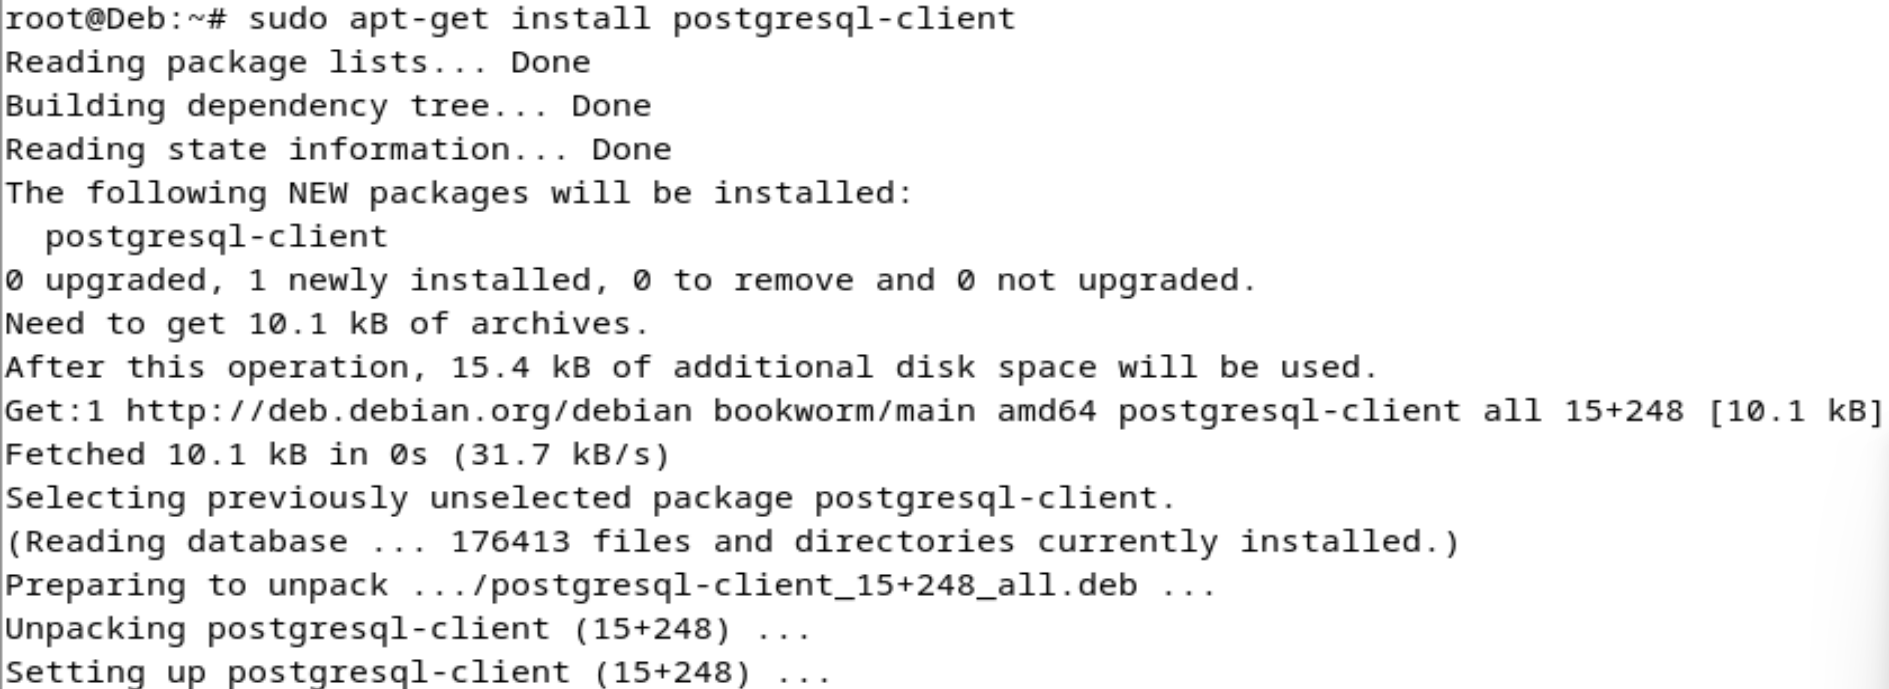 root@Deb:~# sudo apt-get install postgresql-client
Reading package lists... Done
Building dependency tree... Done
Reading state information... Done
The following NEW packages will be installed:
  postgresql-client
0 upgraded, 1 newly installed, 0 to remove and 0 not upgraded.
Need to get 10.1 kB of archives.
After this operation, 15.4 kB of additional disk space will be used.
Get:1 http://deb.debian.org/debian bookworm/main amd64 postgresql-client all 15+248 [10.1 kB]
Fetched 10.1 kB in 0s (31.7 kB/s)
Selecting previously unselected package postgresql-client.
(Reading database ... 176413 files and directories currently installed.)
Preparing to unpack .../postgresql-client_15+248_all.deb ...
Unpacking postgresql-client (15+248) ...
Setting up postgresql-client (15+248) ...